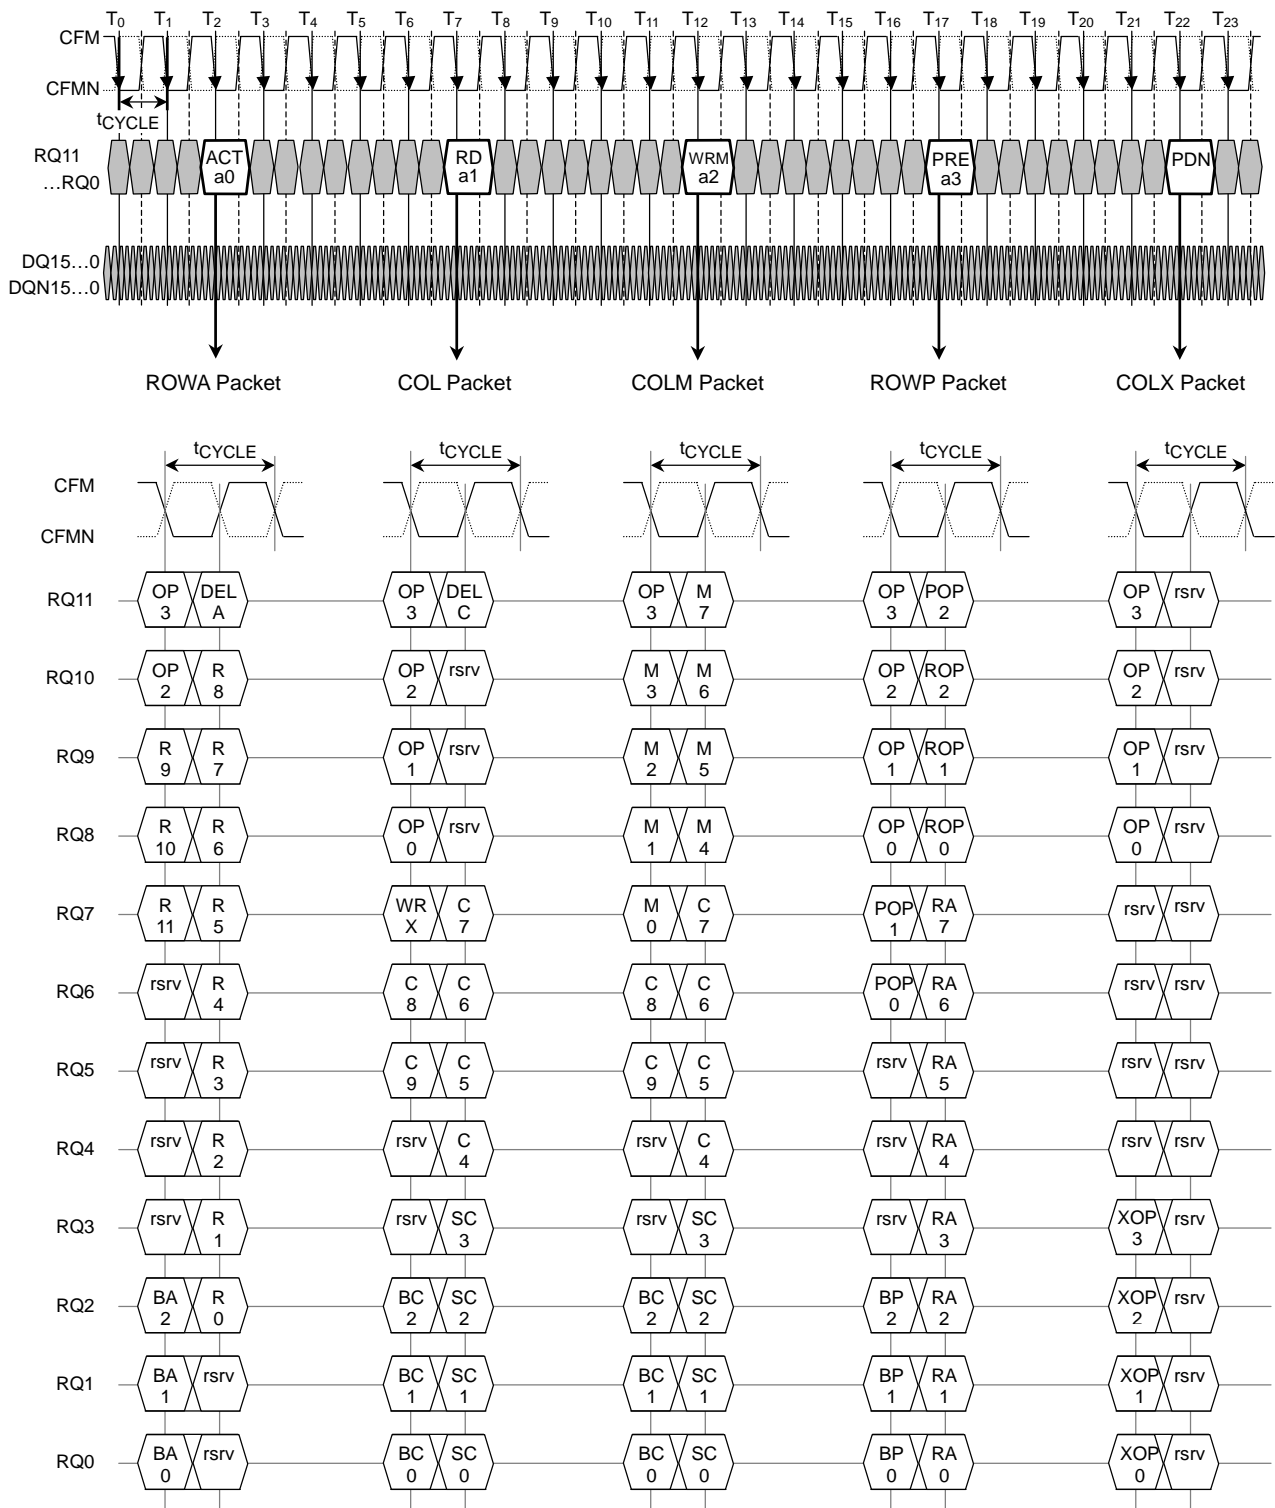 T0 T1 T2 T3 T4 T5 T6 T7 T8 T9 T10 T11 T12 T13 T14 T15 T16 T17 T18 T19 T20 T21 T22 T23
CFM
CFMN
tCYCLE
RQ11 ACT RD WRM PRE PDN
…RQ0 a0 a1 a2 a3
DQ15…0
DQN15…0
ROWA Packet COL Packet COLM Packet ROWP Packet COLX Packet
tCYCLE tCYCLE tCYCLE tCYCLE tCYCLE
CFM
CFMN
OP DEL OP DEL OP M OP POP OP rsrv
RQ11
3 A 3 C 3 7 3 2 3
OP R OP rsrv M M OP ROP OP rsrv
RQ10
2 8 2 3 6 2 2 2
R R OP rsrv M M OP ROP OP rsrv
RQ9
9 7 1 2 5 1 1 1
R R OP rsrv M M OP ROP OP rsrv
RQ8
10 6 0 1 4 0 0 0
R R WR C M C POP RA rsrv rsrv
RQ7
11 5 X 7 0 7 1 7
rsrv R C C C C POP RA rsrv rsrv
RQ6
4 8 6 8 6 0 6
rsrv R C C C C rsrv RA rsrv rsrv
RQ5
3 9 5 9 5 5
rsrv R rsrv C rsrv C rsrv RA rsrv rsrv
RQ4
2 4 4 4
rsrv R rsrv SC rsrv SC rsrv RA XOP rsrv
RQ3
1 3 3 3 3
BA R BC SC BC SC BP RA XOP rsrv
RQ2
2 0 2 2 2 2 2 2 2
BA rsrv BC SC BC SC BP RA XOP rsrv
RQ1
1 1 1 1 1 1 1 1
BA rsrv BC SC BC SC BP RA XOP rsrv
RQ0
0 0 0 0 0 0 0 0